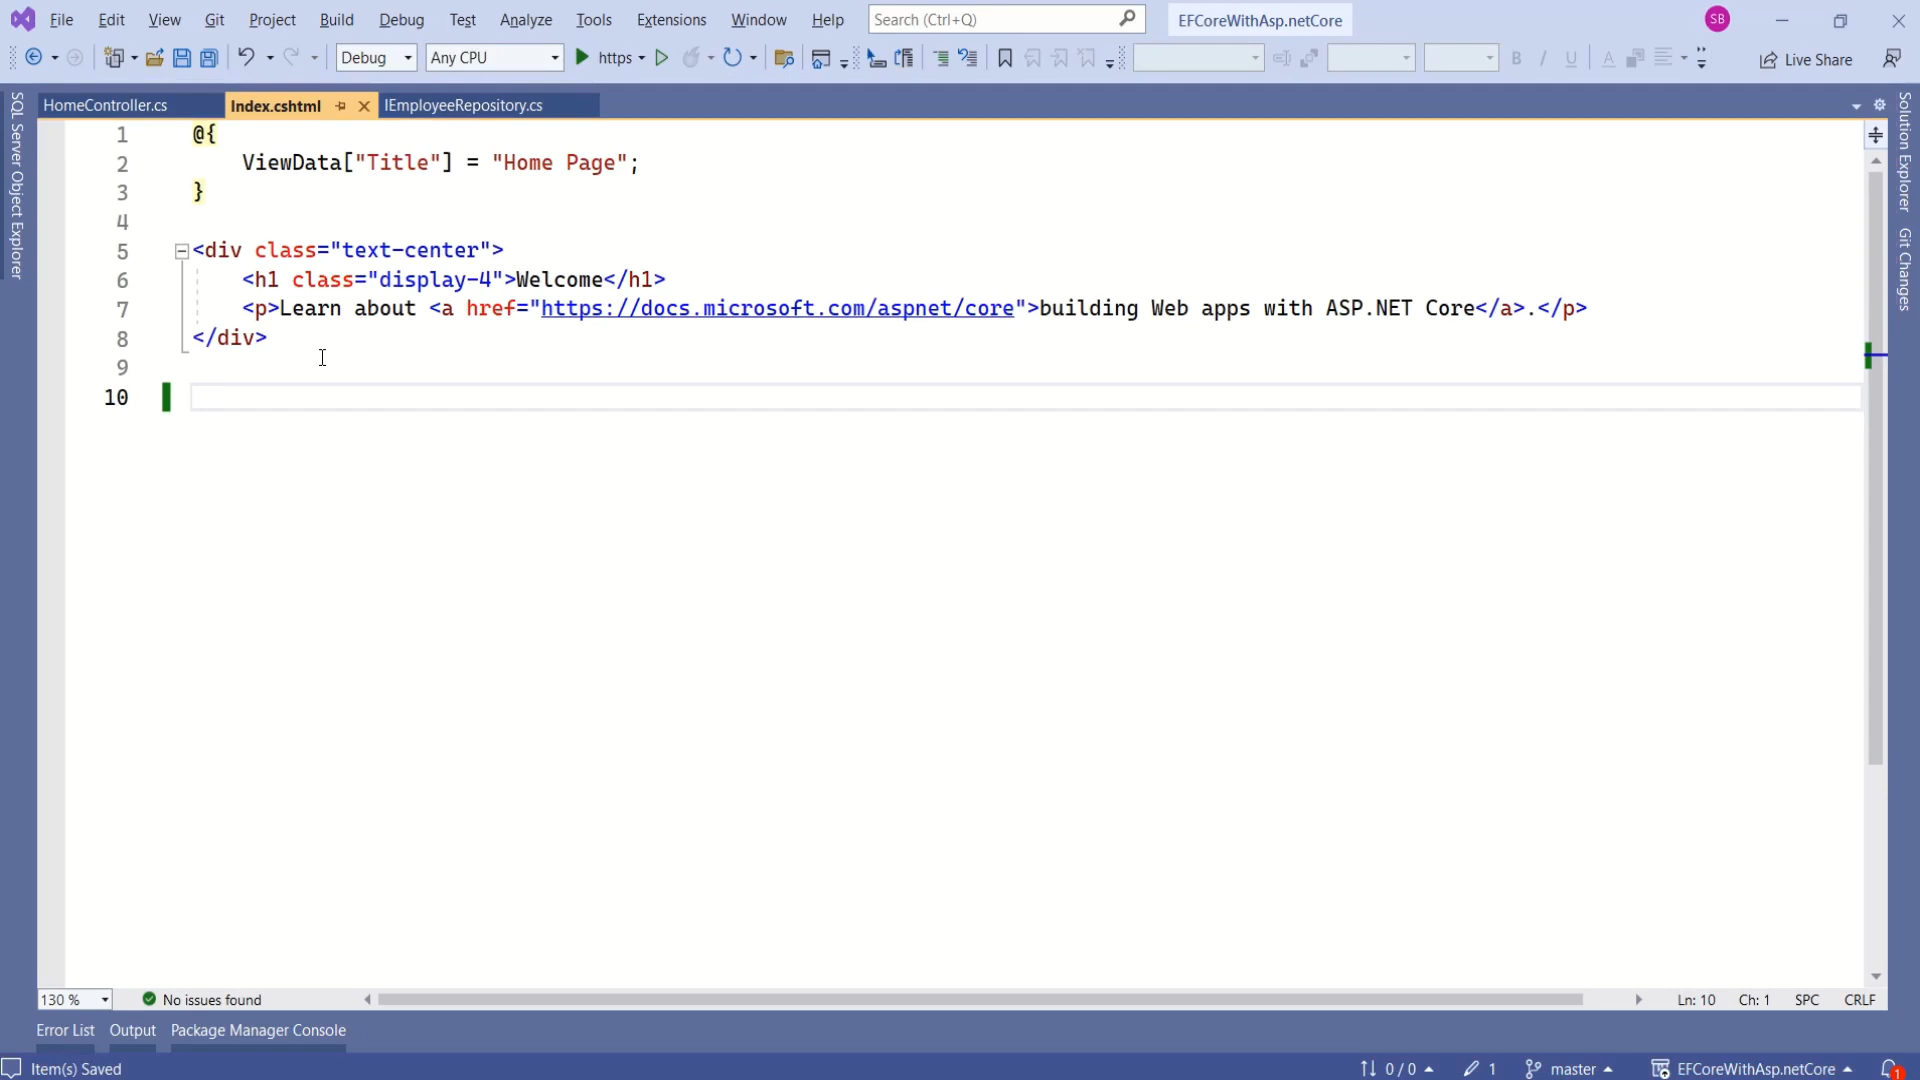 File Edit View Git Project Build Debug Test Analyze Tools Extensions Window Help Search (Ctrl+Q) EFCoreWithAsp.netCore SB
Debug Any CPU https B I U A Live Share
HomeController.cs Index.cshtml IEmployeeRepository.cs
SQL Server Object Explorer
Solution Explorer
Git Changes
1 @{
2 ViewData["Title"] = "Home Page";
3 }
4
5 <div class="text-center">
6 <h1 class="display-4">Welcome</h1>
7 <p>Learn about <a href="https://docs.microsoft.com/aspnet/core">building Web apps with ASP.NET Core</a>.</p>
8 </div>
9
10
130 % No issues found Ln: 10 Ch: 1 SPC CRLF
Error List Output Package Manager Console
Item(s) Saved 0 / 0 1 master EFCoreWithAsp.netCore 1